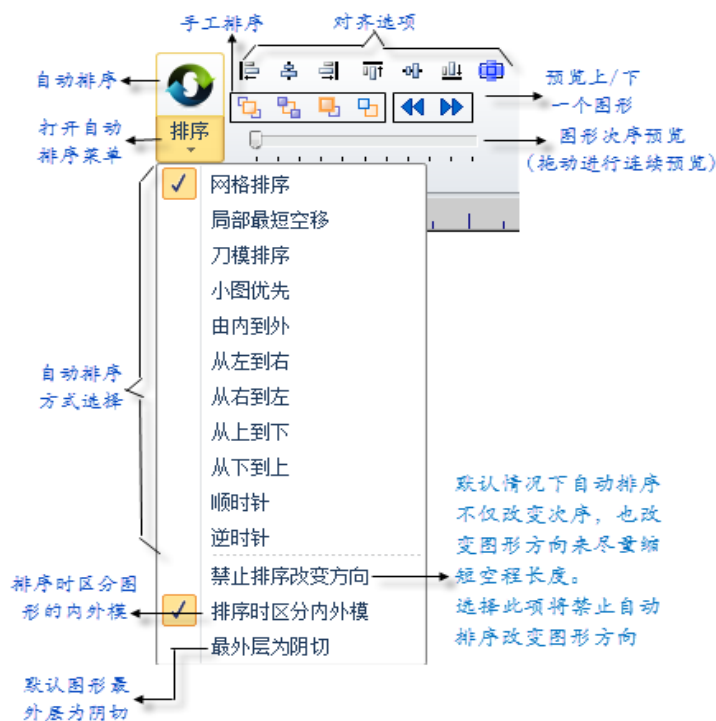 手工排序
对齐选项
自动排序
预览上/下
一个图形
打开自动
排序菜单
排序
图形次序预览
(拖动进行连续预览)
网格排序
局部最短空移
刀模排序
小图优先
由内到外
从左到右
从右到左
从上到下
从下到上
顺时针
逆时针
自动排序
方式选择
禁止排序改变方向
排序时区分内外模
最外层为阴切
默认情况下自动排序
不仅改变次序，也改
变图形方向来尽量缩
短空程长度。
选择此项将禁止自动
排序改变图形方向
排序时区分图
形的内外模
默认图形最
外层为阴切